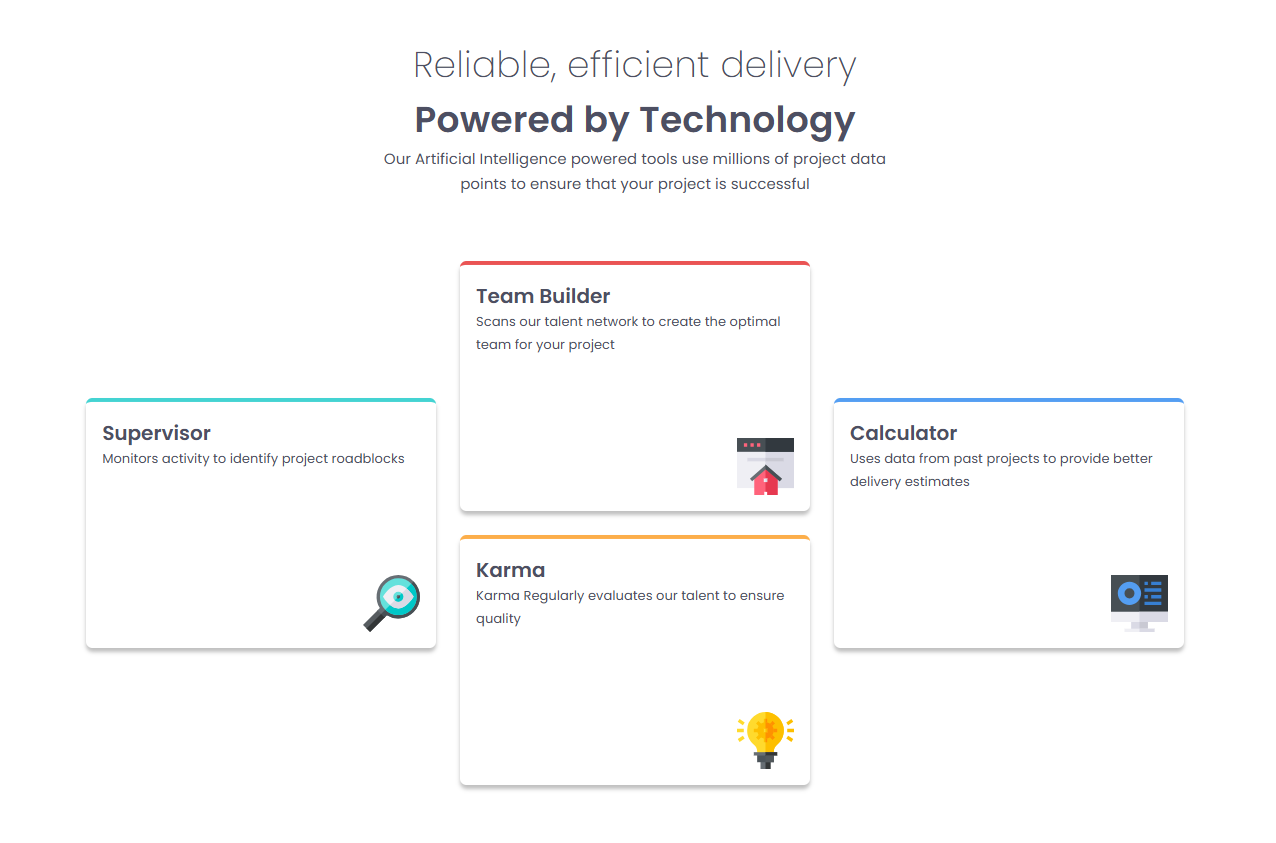 Reliable, efficient delivery
Powered by Technology
Our Artificial Intelligence powered tools use millions of project data
points to ensure that your project is successful
Supervisor
Monitors activity to identify project roadblocks
Team Builder
Scans our talent network to create the optimal
team for your project
Karma
Karma Regularly evaluates our talent to ensure
quality
Calculator
Uses data from past projects to provide better
delivery estimates